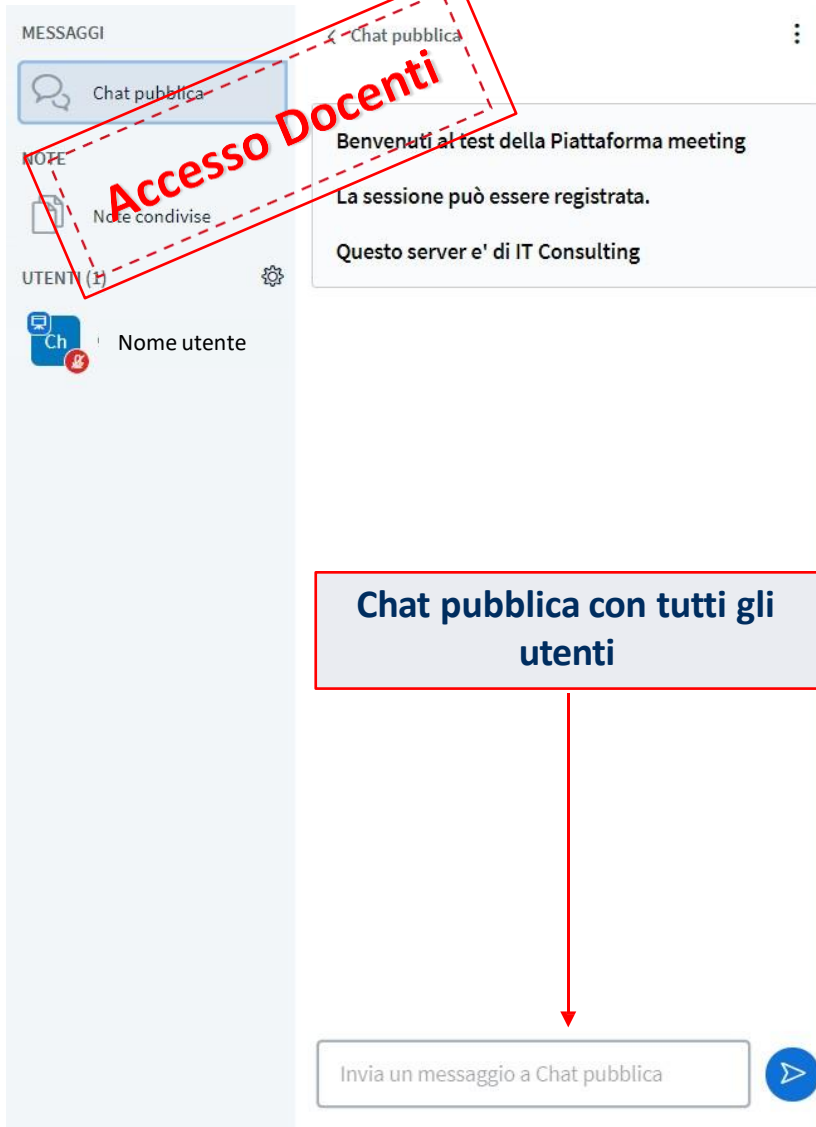 MESSAGGI
Chat pubblica
NOTE
Note condivise
UTENTI (1)
Ch
Nome utente
Accesso Docenti
Chat pubblica
Benvenuti al test della Piattaforma meeting
La sessione può essere registrata.
Questo server e' di IT Consulting
Chat pubblica con tutti gli
utenti
Invia un messaggio a Chat pubblica